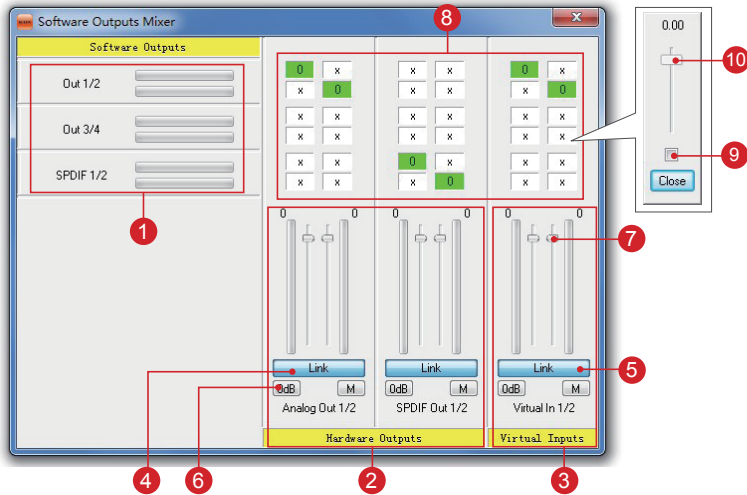 Software Outputs Mixer
8
Software Outputs
Out 1/2
Out 3/4
SPDIF 1/2
1
0 x
x 0
x x
x x
x x
x x
x x
x x
x x
x x
0 x
x 0
0 x
x 0
x x
x x
x x
x x
0.00
10
9
Close
0 0
0 0
0 0
7
Link
Link
Link
4
5
0dB M
0dB M
0dB M
6
Analog Out 1/2
SPDIF Out 1/2
Virtual In 1/2
Hardware Outputs
Virtual Inputs
4
6
2
3